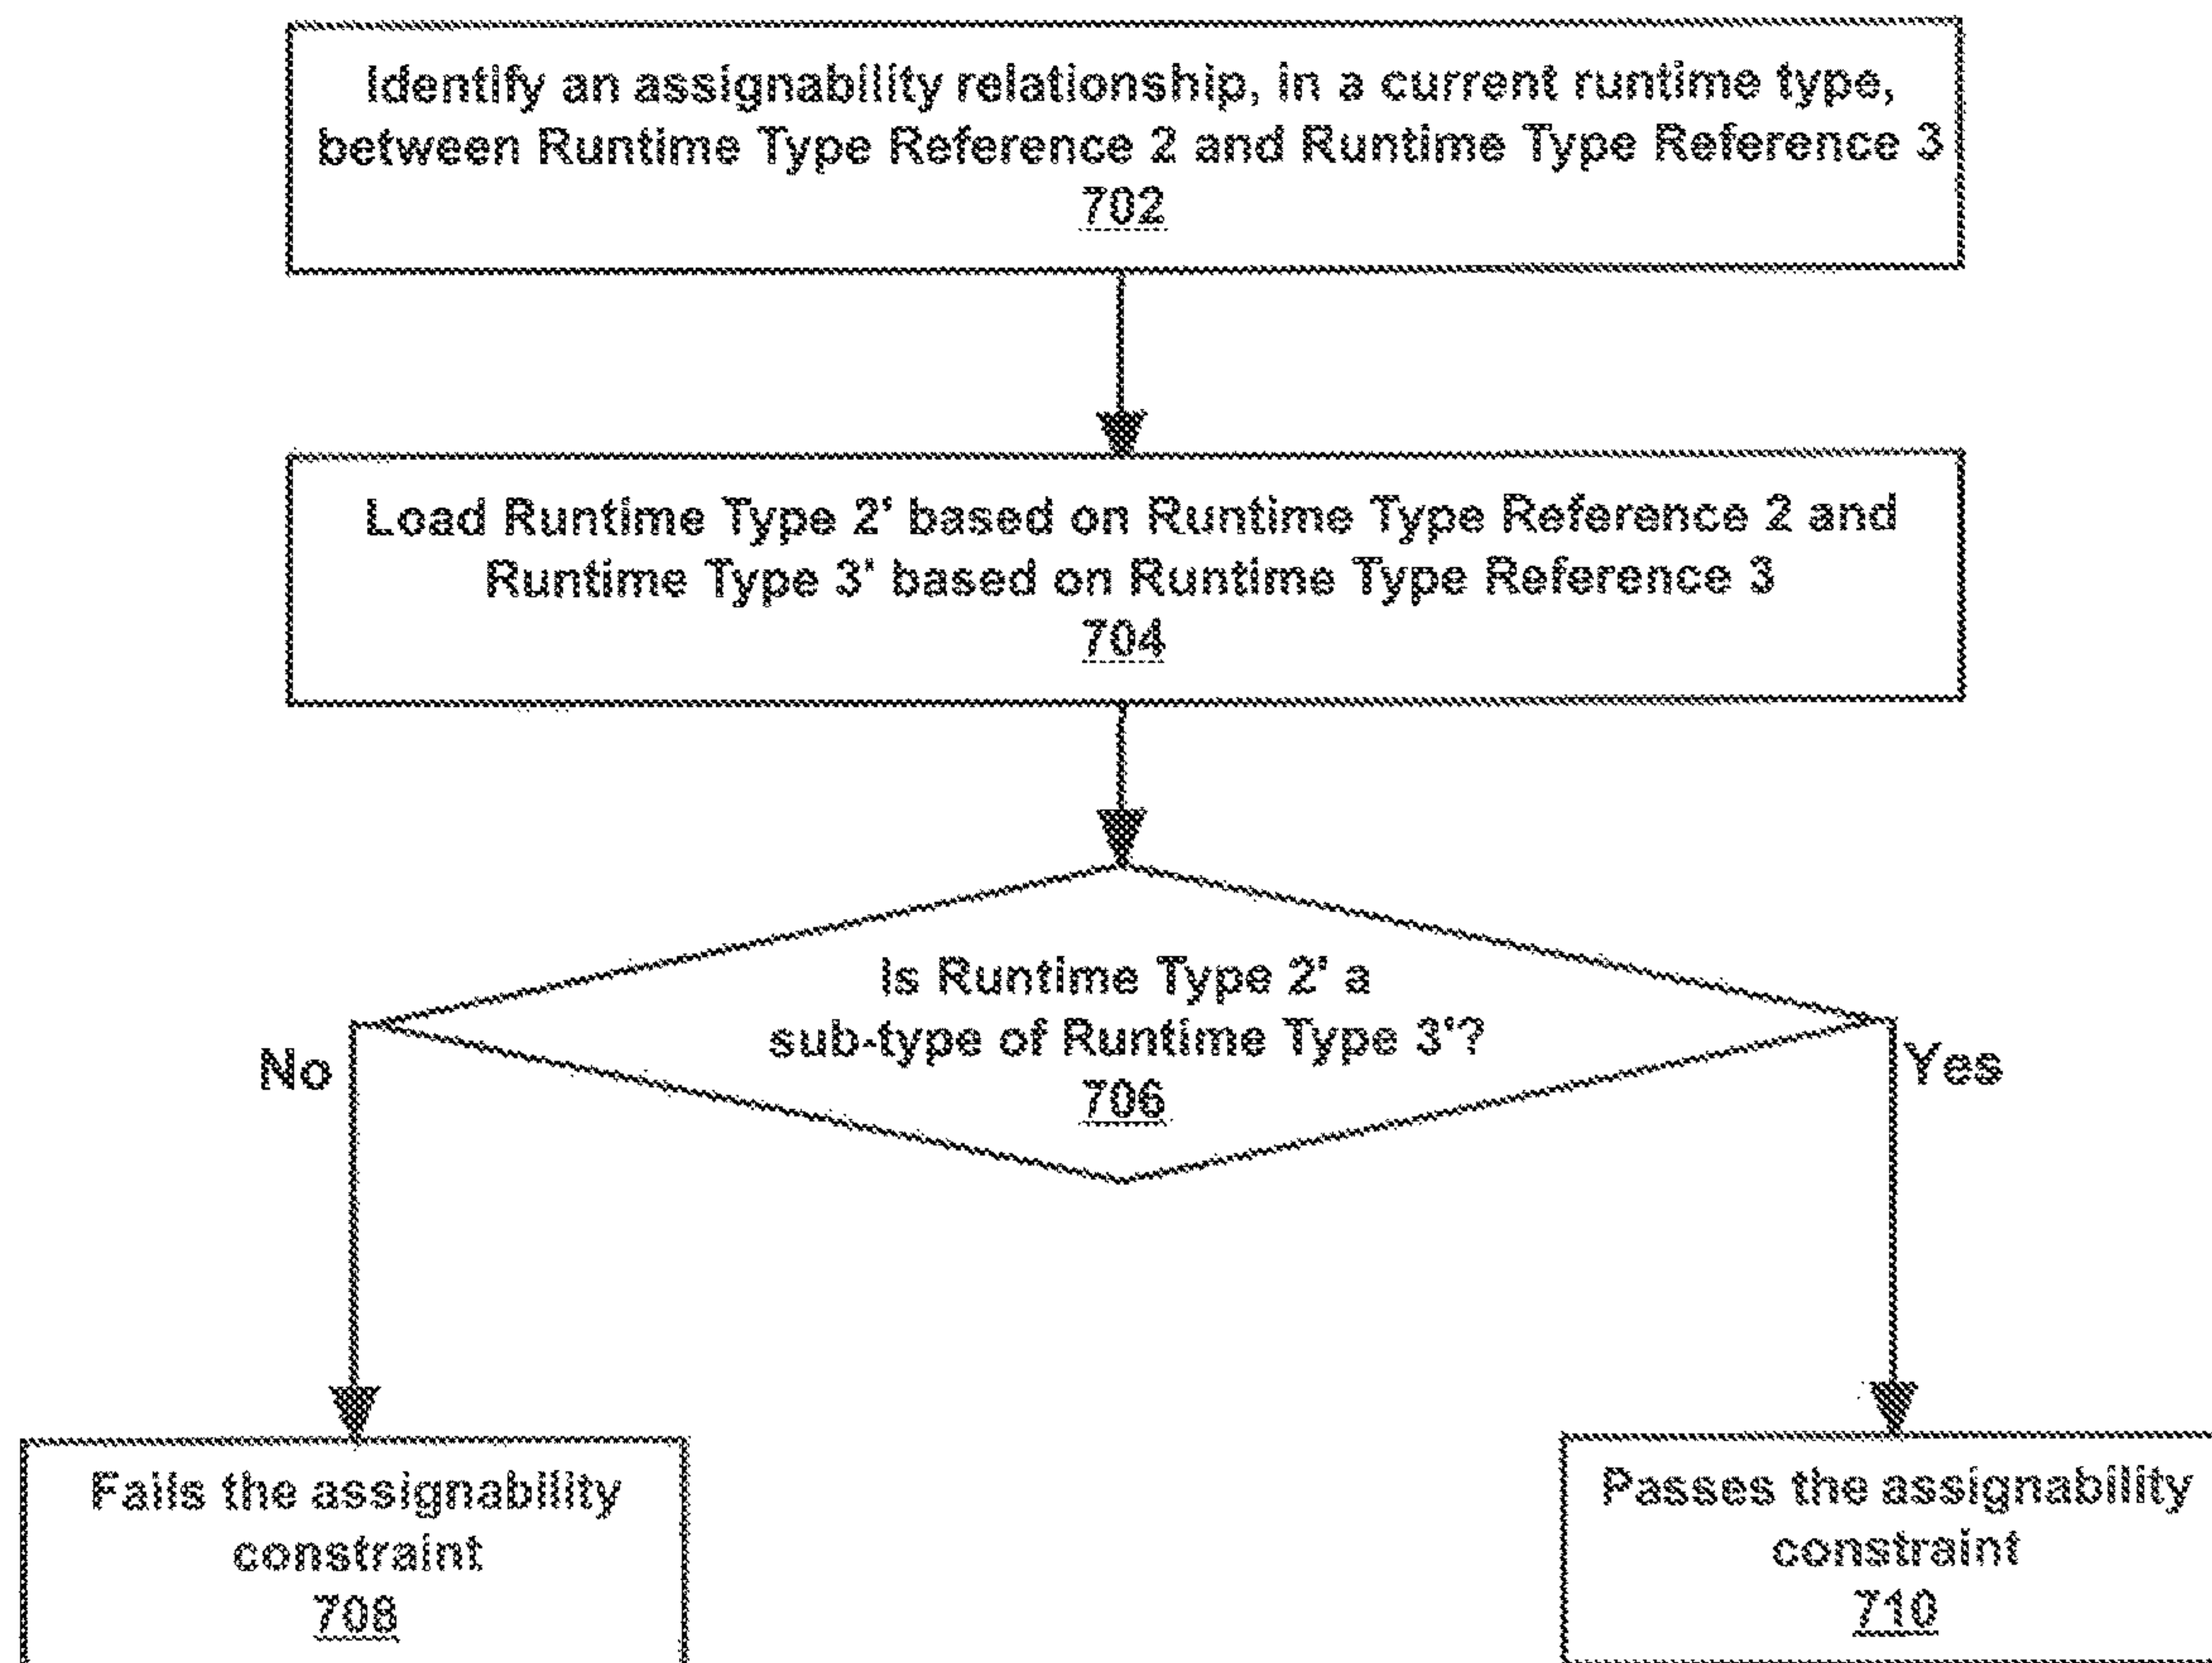 Identify an assignability relationship, in a current runtime type,
between Runtime Type Reference 2 and Runtime Type Reference 3
702
Load Runtime Type 2' based on Runtime Type Reference 2 and
Runtime Type 3' based on Runtime Type Reference 3
704
Is Runtime Type 2' a
sub-type of Runtime Type 3'?
706
No
Yes
Fails the assignability
constraint
708
Passes the assignability
constraint
710